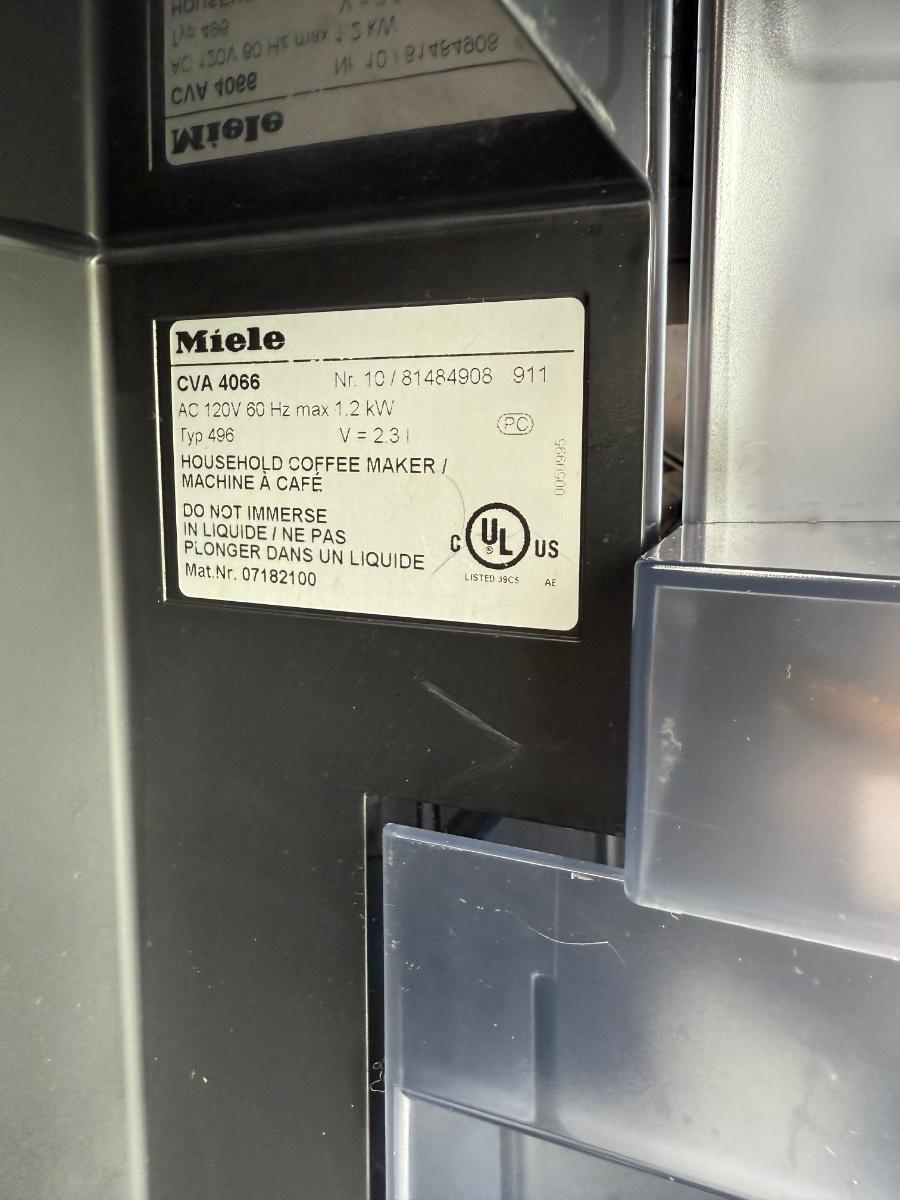 Miele
CVA 4066 Nr. 10 / 81484908 911
AC 120V 60 Hz max 1.2 kW
Typ 496 V = 2.3 l
PC
0050995
HOUSEHOLD COFFEE MAKER /
MACHINE À CAFÉ
DO NOT IMMERSE
IN LIQUIDE / NE PAS
PLONGER DANS UN LIQUIDE
Mat.Nr. 07182100
C UL ® US
LISTED 39C5 AE